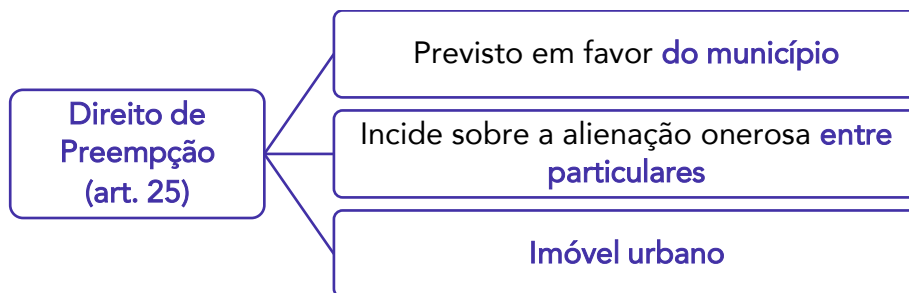 Direito de
Preempção
(art. 25)
Previsto em favor do município
Incide sobre a alienação onerosa entre
particulares
Imóvel urbano